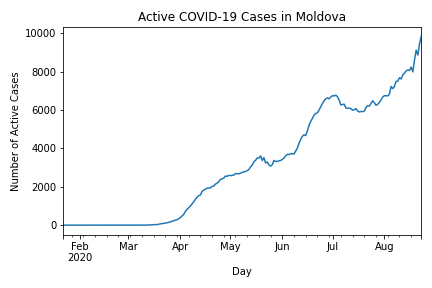 Active COVID-19 Cases in Moldova
10000
8000
6000
4000
2000
0
Number of Active Cases
Feb Mar Apr May Jun Jul Aug
2020
Day